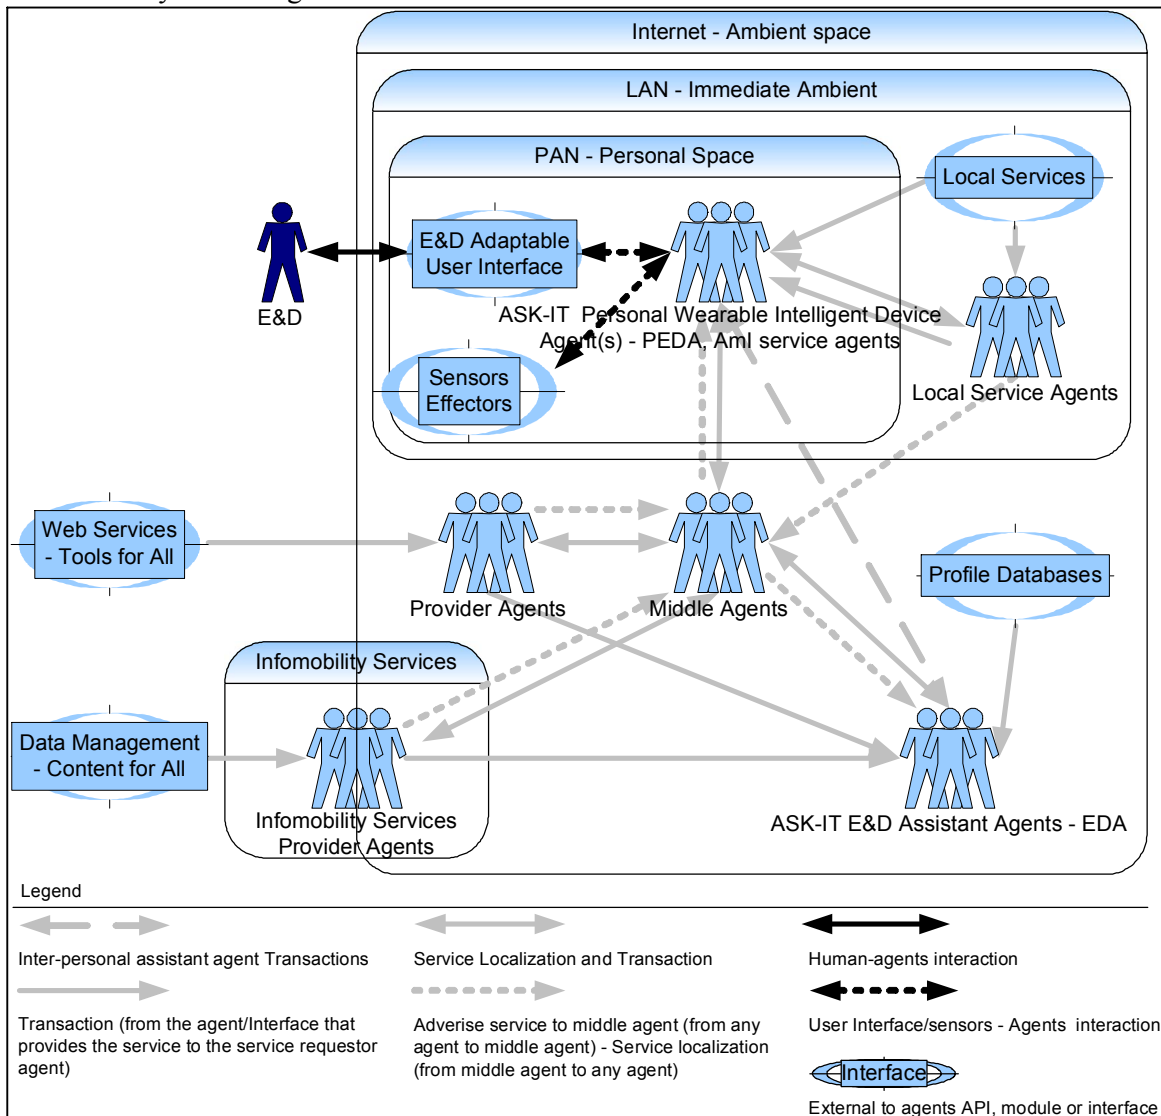 Internet - Ambient space
LAN - Immediate Ambient
PAN - Personal Space
Local Services
E&D Adaptable
User Interface
E&D
ASK-IT Personal Wearable Intelligent Device
Agent(s) - PEDA, AmI service agents
Sensors
Effectors
Local Service Agents
Web Services
- Tools for All
Provider Agents
Middle Agents
Profile Databases
Infomobility Services
Data Management
- Content for All
Infomobility Services
Provider Agents
ASK-IT E&D Assistant Agents - EDA
Legend
Inter-personal assistant agent Transactions
Service Localization and Transaction
Human-agents interaction
Transaction (from the agent/Interface that
provides the service to the service requestor
agent)
Adverise service to middle agent (from any
agent to middle agent) - Service localization
(from middle agent to any agent)
User Interface/sensors - Agents interaction
Interface
External to agents API, module or interface